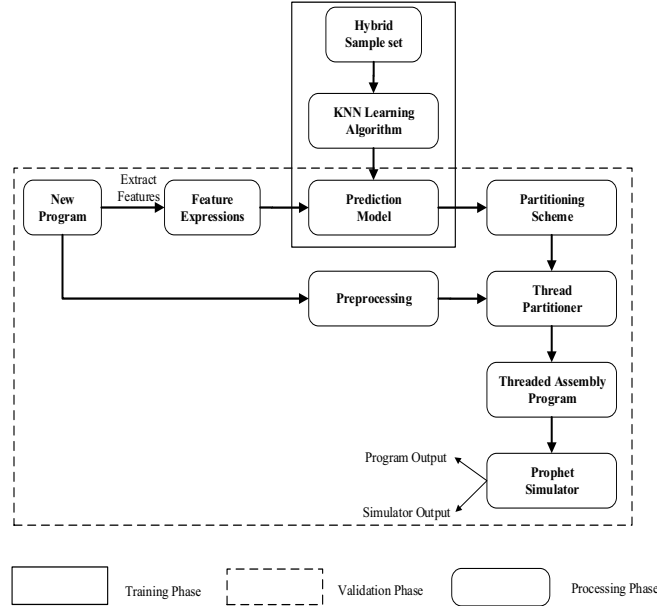 Hybrid
Sample set
KNN Learning
Algorithm
New
Program
Extract
Features
Feature
Expressions
Prediction
Model
Partitioning
Scheme
Preprocessing
Thread
Partitioner
Threaded Assembly
Program
Program Output
Simulator Output
Prophet
Simulator
Training Phase
Validation Phase
Processing Phase